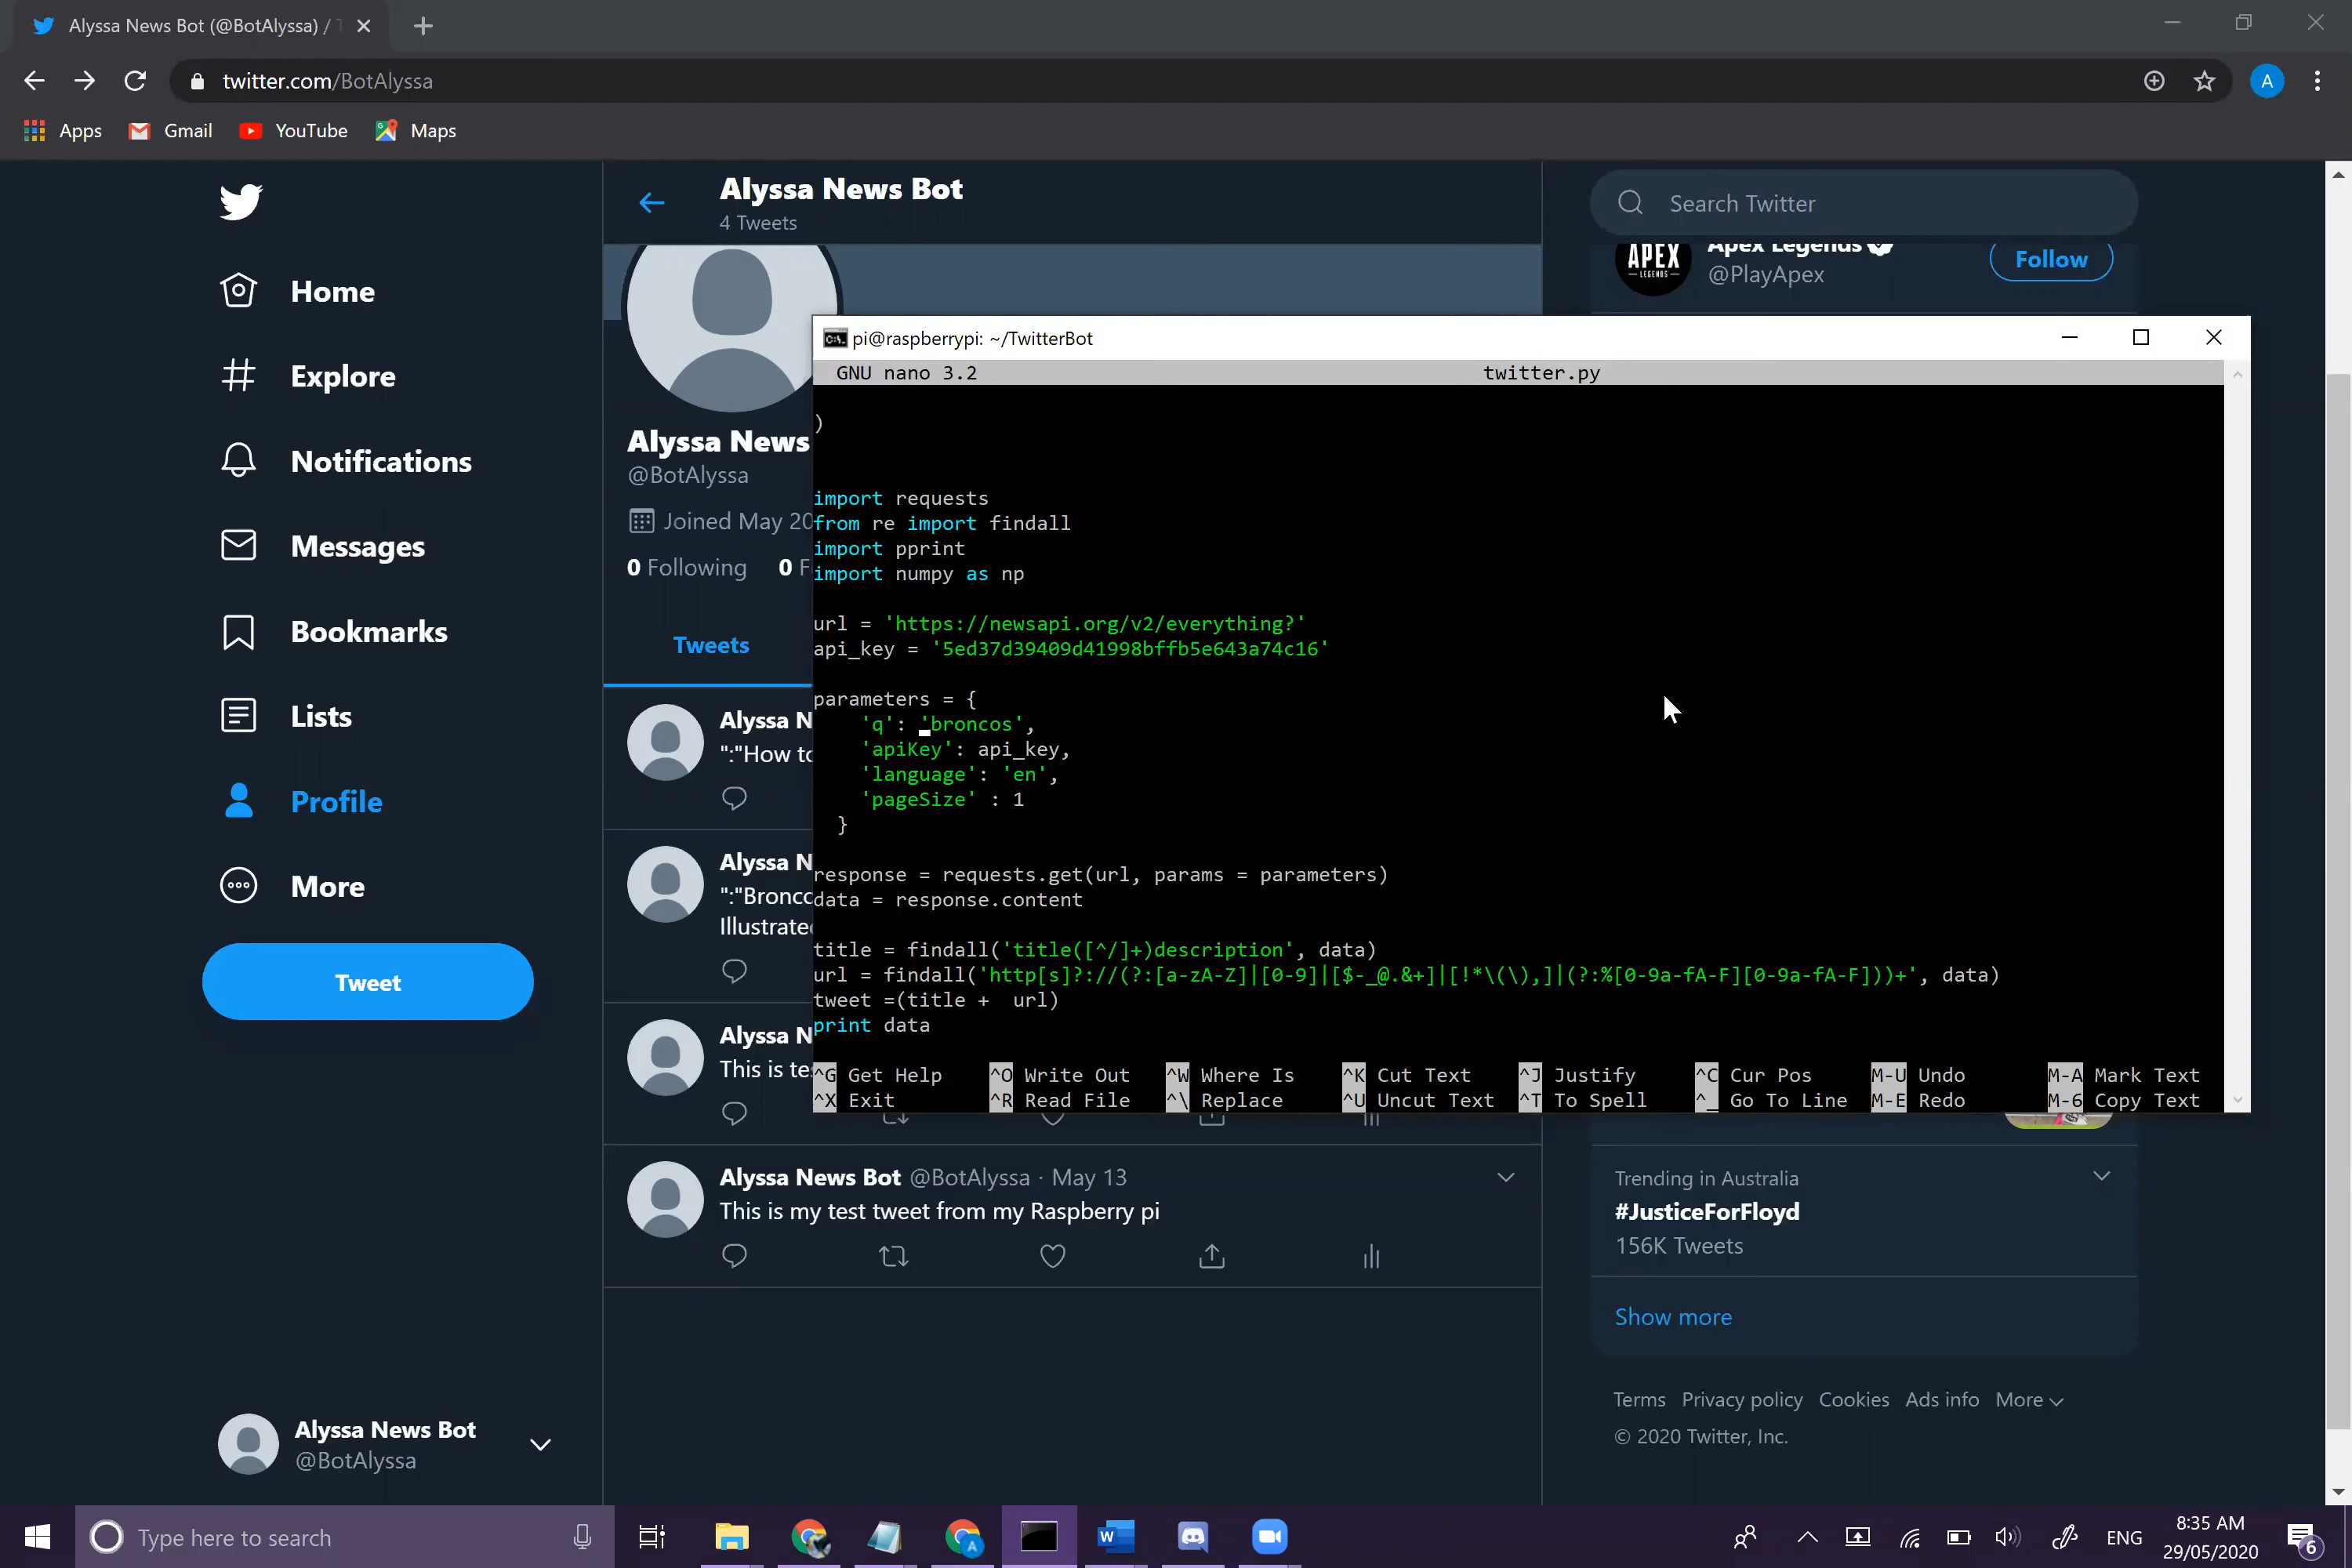 Alyssa News Bot (@BotAlyssa) /
twitter.com/BotAlyssa
A
Apps
Gmail
YouTube
Maps
Home
Explore
Notifications
Messages
Bookmarks
Lists
Profile
More
Tweet
Alyssa News Bot
@BotAlyssa
Alyssa News Bot
4 Tweets
Alyssa News
@BotAlyssa
Joined May 20
0 Following 0 F
Tweets
Alyssa N
":"How to
Alyssa N
":"Bronco
Illustrated
Alyssa N
This is te
Alyssa News Bot @BotAlyssa · May 13
This is my test tweet from my Raspberry pi
Search Twitter
APEX
LEGENDS
Apex Legends
@PlayApex
Follow
pi@raspberrypi: ~/TwitterBot
GNU nano 3.2 twitter.py
)
import requests
from re import findall
import pprint
import numpy as np
url = 'https://newsapi.org/v2/everything?'
api_key = '5ed37d39409d41998bffb5e643a74c16'
parameters = {
'q': 'broncos',
'apiKey': api_key,
'language': 'en',
'pageSize' : 1
}
response = requests.get(url, params = parameters)
data = response.content
title = findall('title([^/]+)description', data)
url = findall('http[s]?://(?:[a-zA-Z]|[0-9]|[$-_@.&+]|[!*\(\),]|(?:%[0-9a-fA-F][0-9a-fA-F]))+', data)
tweet =(title +  url)
print data
^G Get Help ^O Write Out ^W Where Is ^K Cut Text ^J Justify ^C Cur Pos M-U Undo M-A Mark Text
^X Exit ^R Read File ^\ Replace ^U Uncut Text ^T To Spell ^_ Go To Line M-E Redo M-6 Copy Text
Trending in Australia
#JusticeForFloyd
156K Tweets
Show more
Terms Privacy policy Cookies Ads info More
© 2020 Twitter, Inc.
Type here to search
ENG
8:35 AM
29/05/2020
6